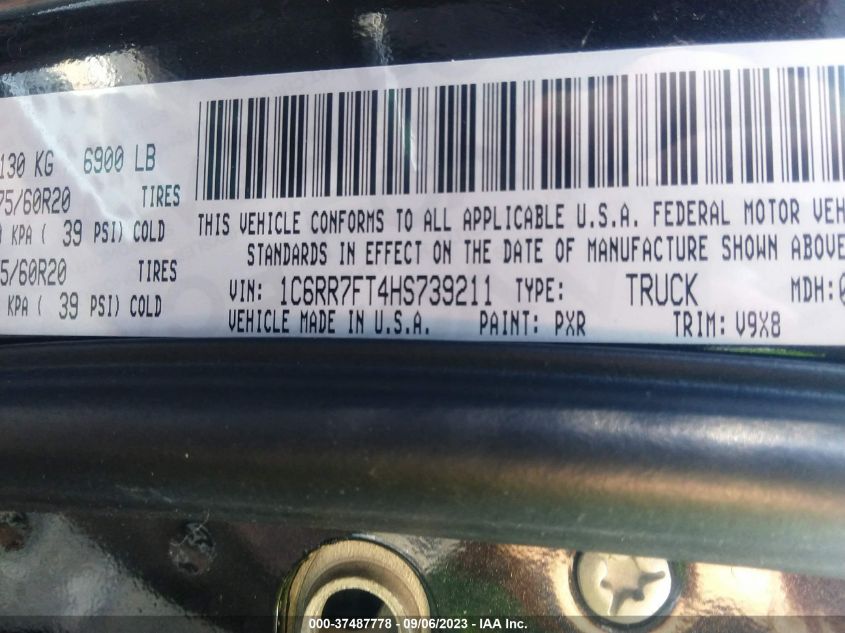 130 KG 6900 LB
75/60R20 TIRES
KPA ( 39 PSI) COLD
5/60R20 TIRES
KPA ( 39 PSI) COLD
THIS VEHICLE CONFORMS TO ALL APPLICABLE U.S.A. FEDERAL MOTOR VEH
STANDARDS IN EFFECT ON THE DATE OF MANUFACTURE SHOWN ABOVE
VIN: 1C6RR7FT4HS739211 TYPE: TRUCK MDH:0
VEHICLE MADE IN U.S.A. PAINT: PXR TRIM: V9X8
000-37487778 - 09/06/2023 - IAA Inc.